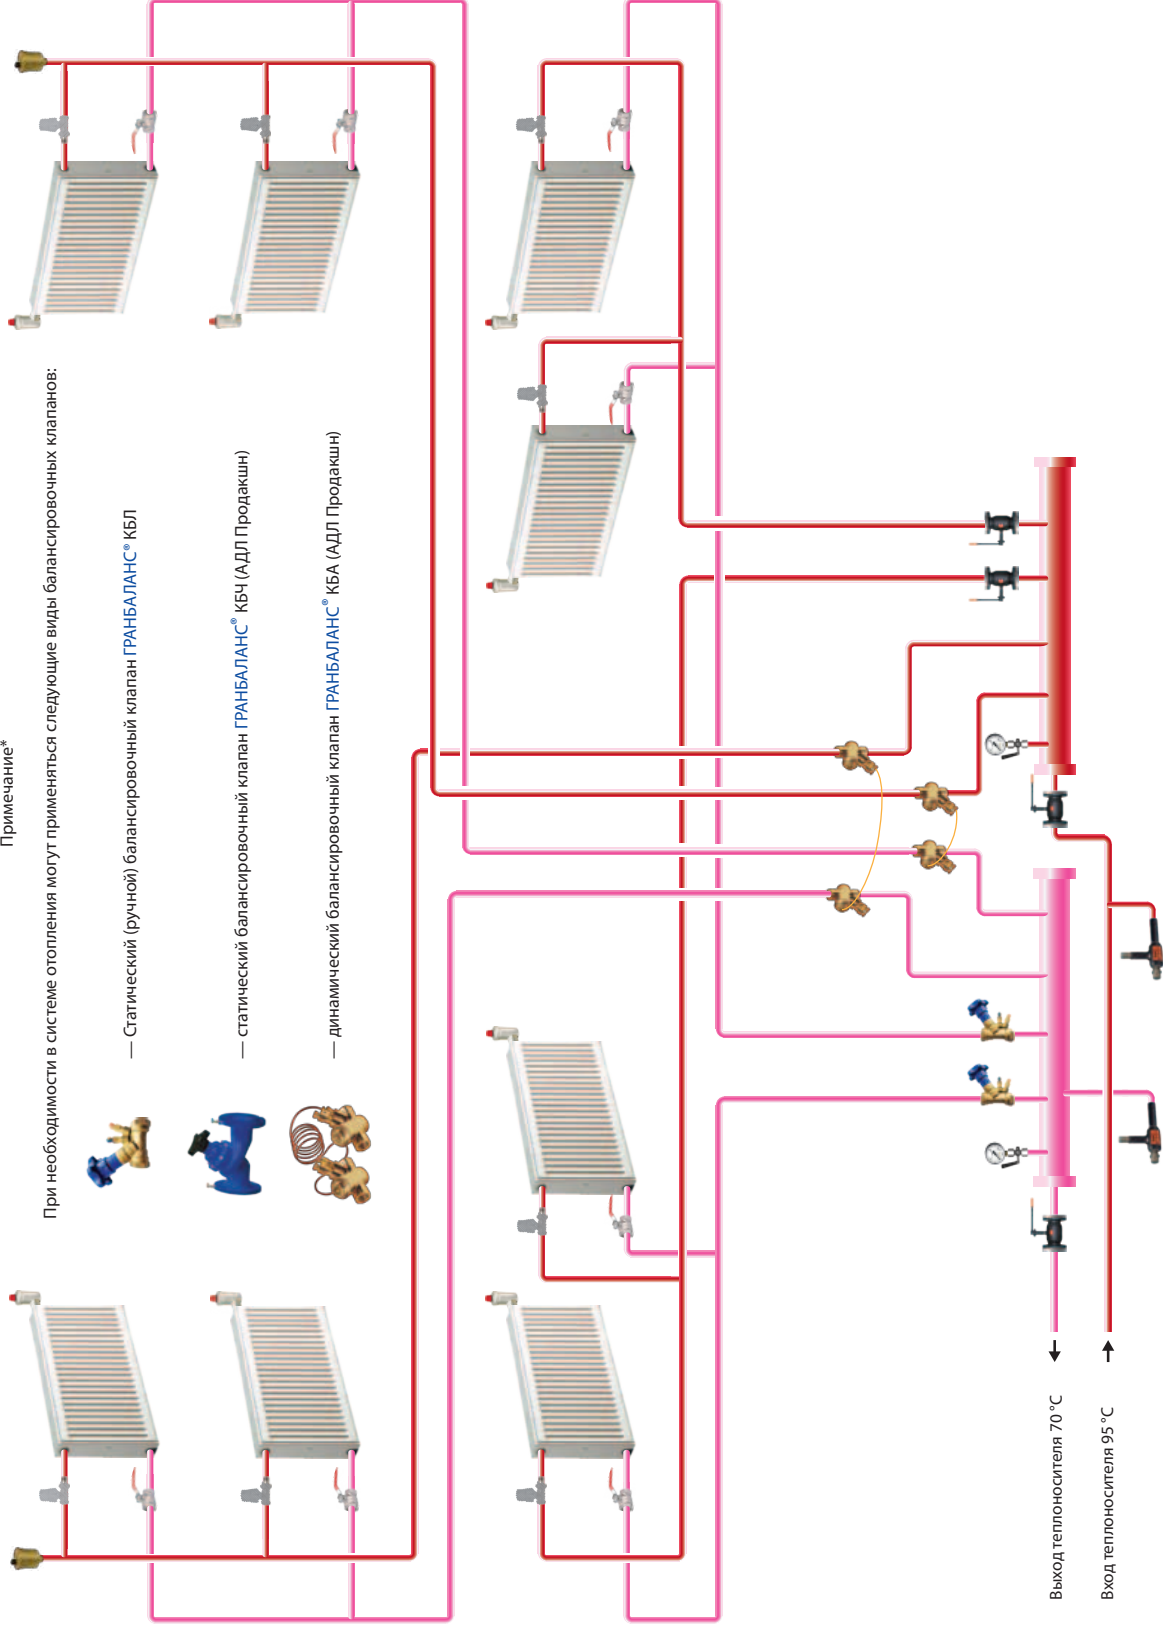 Примечание*
При необходимости в системе отопления могут применяться следующие виды балансировочных клапанов:
— Статический (ручной) балансировочный клапан ГРАНБАЛАНС® КБЛ
— статический балансировочный клапан ГРАНБАЛАНС® КБЧ (АДЛ Продакшн)
— динамический балансировочный клапан ГРАНБАЛАНС® КБА (АДЛ Продакшн)
Выход теплоносителя 70 °С
Вход теплоносителя 95 °С